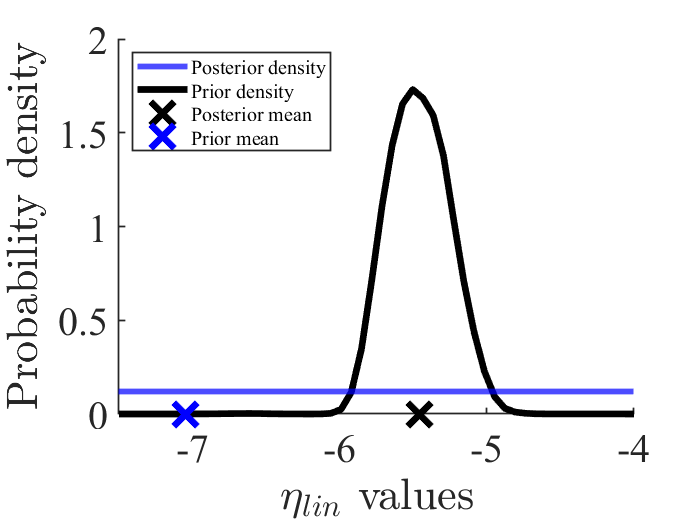 2
1.5
1
0.5
0
Probability density
Posterior density
Prior density
Posterior mean
Prior mean
-7 -6 -5 -4
η_lin values